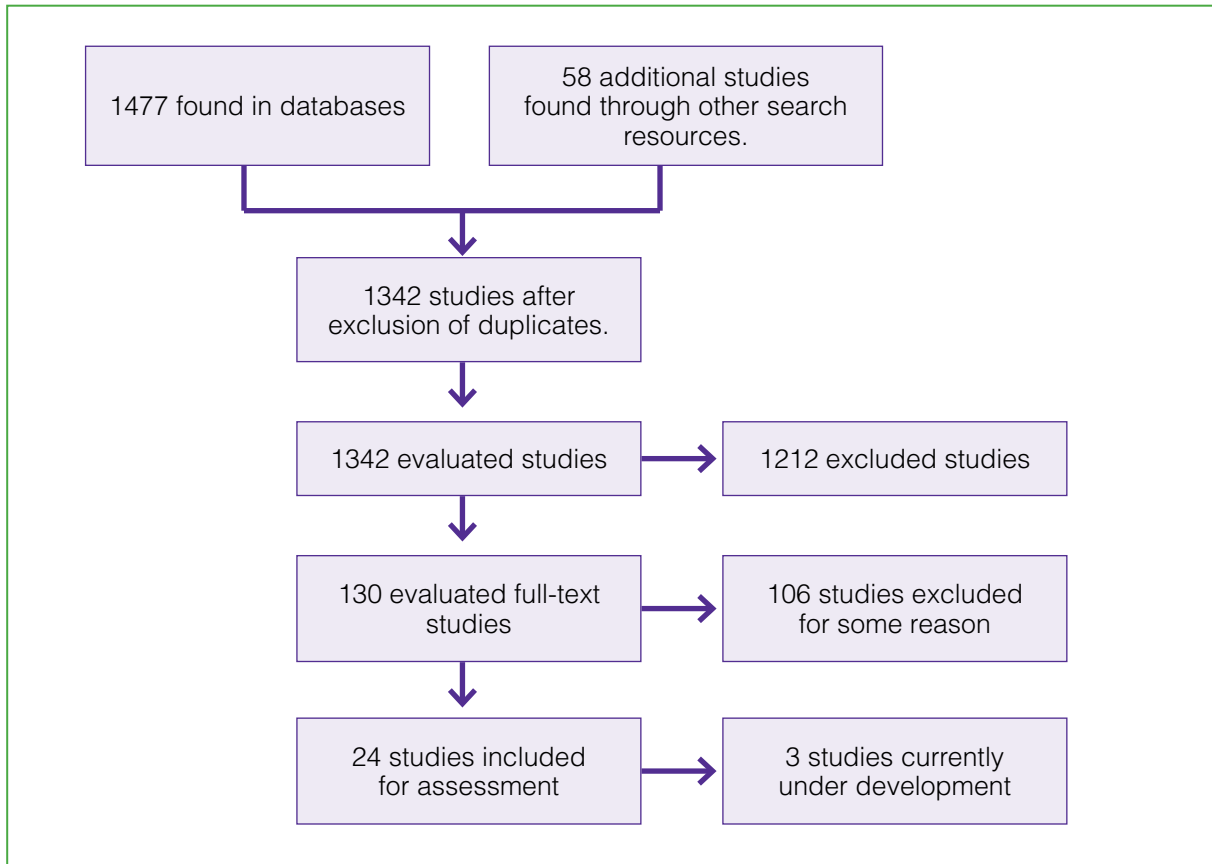 1477 found in databases
58 additional studies
found through other search
resources.
1342 studies after
exclusion of duplicates.
1342 evaluated studies
1212 excluded studies
130 evaluated full-text
studies
106 studies excluded
for some reason
24 studies included
for assessment
3 studies currently
under development